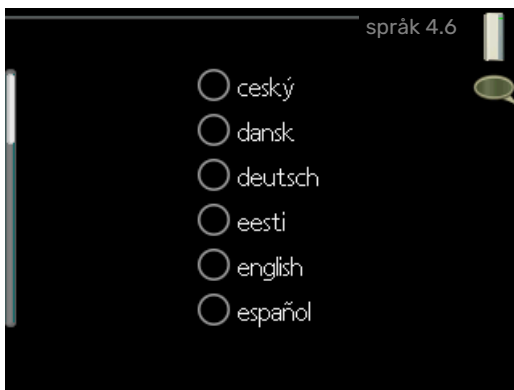 språk 4.6
ceský
dansk
deutsch
eesti
english
español